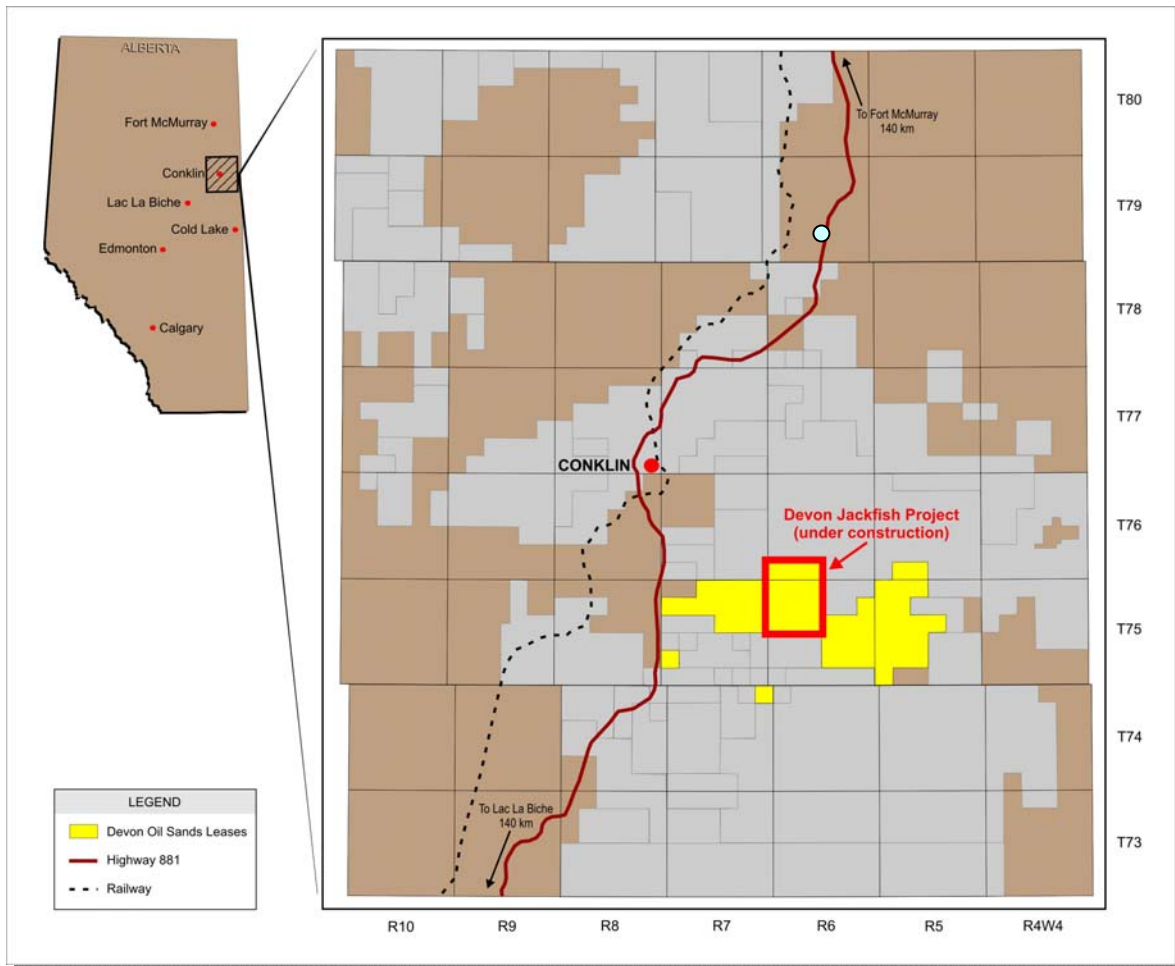 ALBERTA
Fort McMurray
Conklin
Lac La Biche
Cold Lake
Edmonton
Calgary
To Fort McMurray
140 km
CONKLIN
Devon Jackfish Project
(under construction)
To Lac La Biche
140 km
T80
T79
T78
T77
T76
T75
T74
T73
R10
R9
R8
R7
R6
R5
R4W4
LEGEND
Devon Oil Sands Leases
Highway 881
Railway